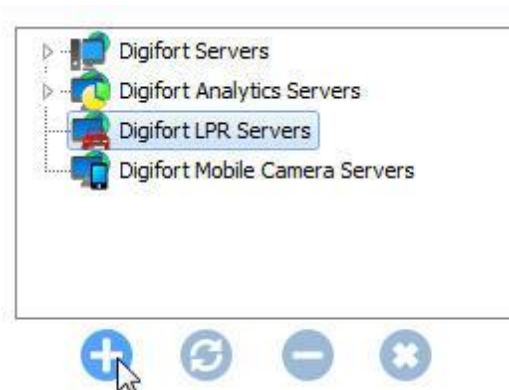 Digifort Servers
Digifort Analytics Servers
Digifort LPR Servers
Digifort Mobile Camera Servers